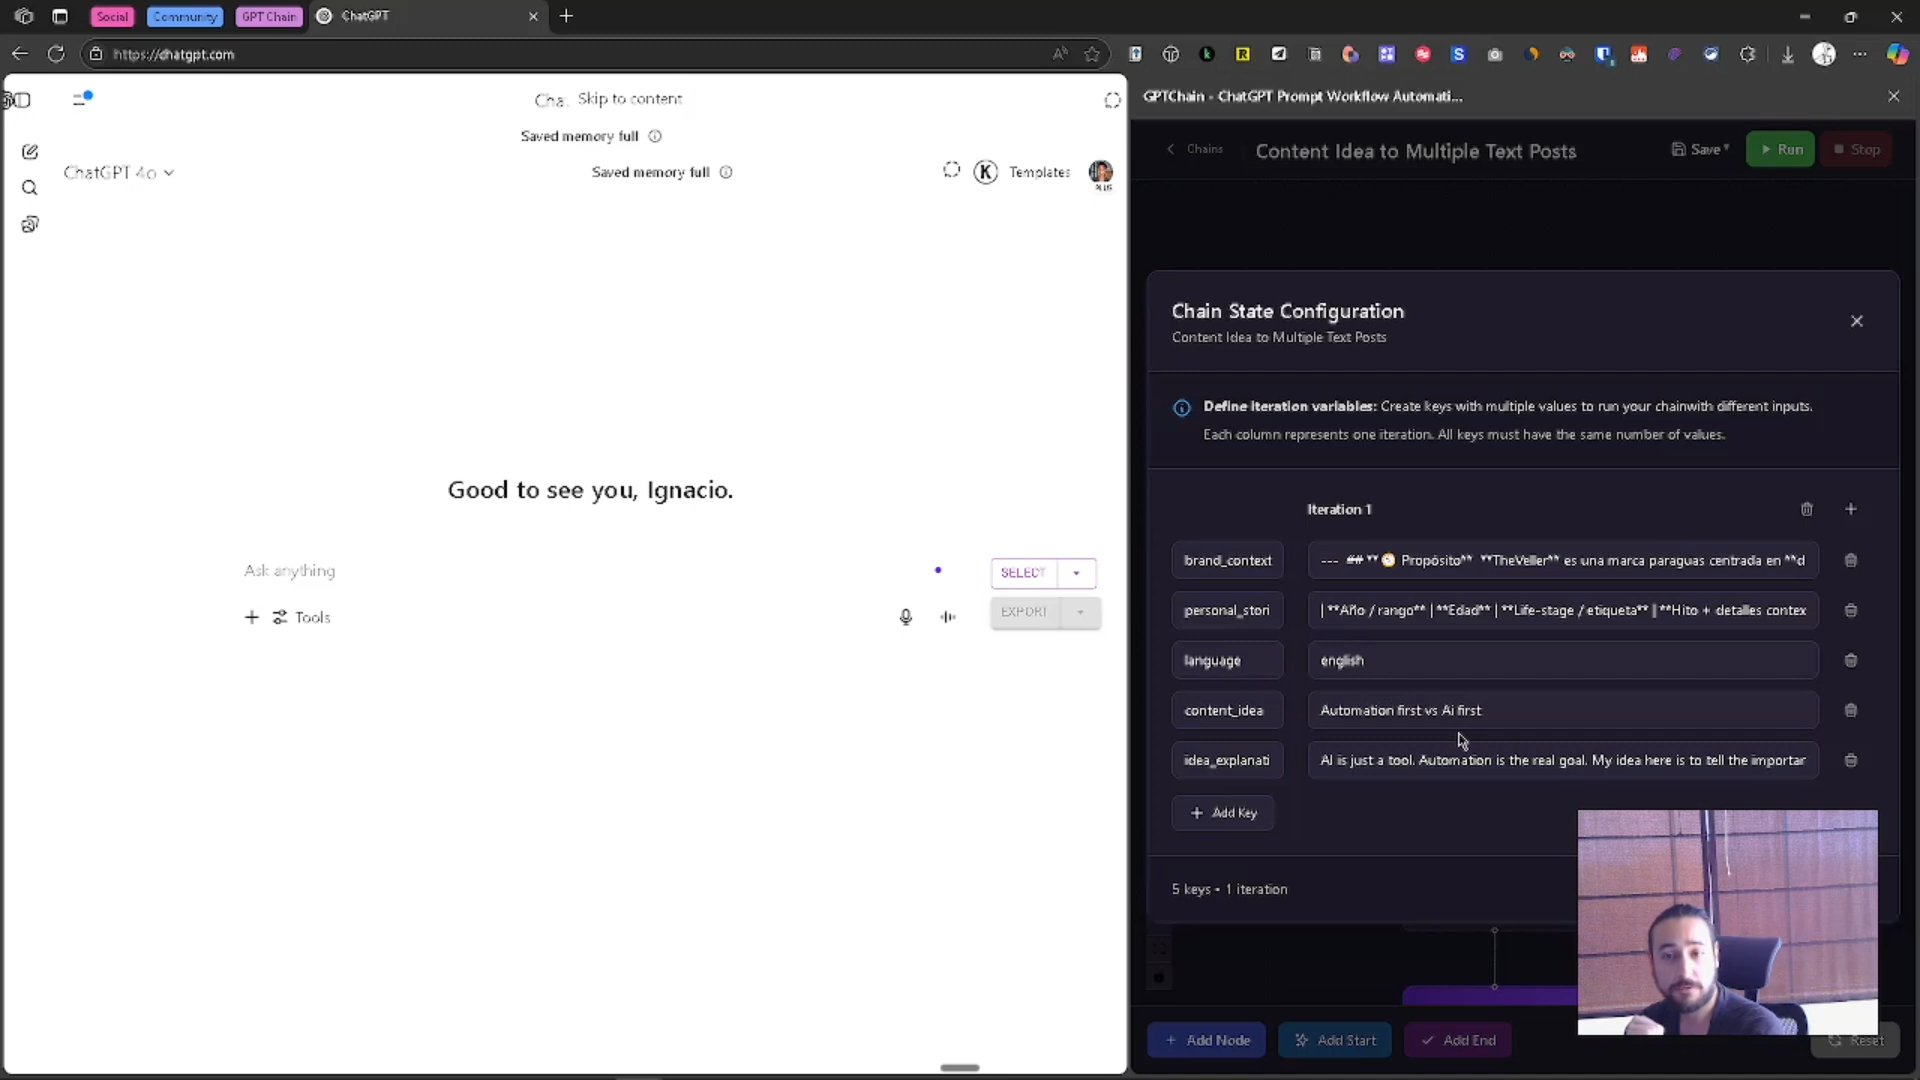 Social
Community
GPT Chain
ChatGPT
https://chatgpt.com
GPTChain - ChatGPT Prompt Workflow Automati...
Skip to content
Saved memory full
ChatGPT 4o
Saved memory full
K
Templates
PLUS
Good to see you, Ignacio.
Ask anything
SELECT
Tools
EXPORT
Chains
Content Idea to Multiple Text Posts
Save*
Run
Stop
Chain State Configuration
Content Idea to Multiple Text Posts
Define Iteration variables: Create keys with multiple values to run your chainwith different inputs.
Each column represents one iteration. All keys must have the same number of values.
Iteration 1
brand_context
--- ## ** Propósito** **TheVeller** es una marca paraguas centrada en **d
personal_stori
| **Año / rango** | **Edad** | **Life-stage / etiqueta** | **Hito + detalles contex
language
english
content_idea
Automation first vs Ai first
idea_explanati
AI is just a tool. Automation is the real goal. My idea here is to tell the importar
+ Add Key
5 keys • 1 iteration
+ Add Node
Add Start
Add End
Reset